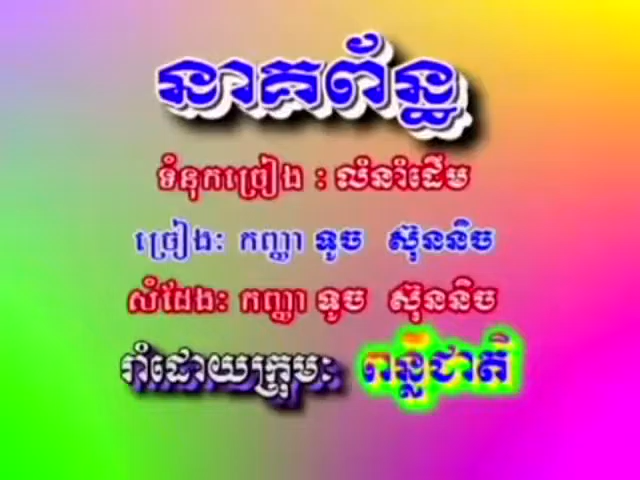 នាគព័ន្ធ
ទំនុកច្រៀង : លំនាំដើម
ច្រៀង: កញ្ញា ទូច ស៊ុននិច
សំដែង: កញ្ញា ទូច ស៊ុននិច
រាំដោយក្រុម: ពន្លឺជាតិ